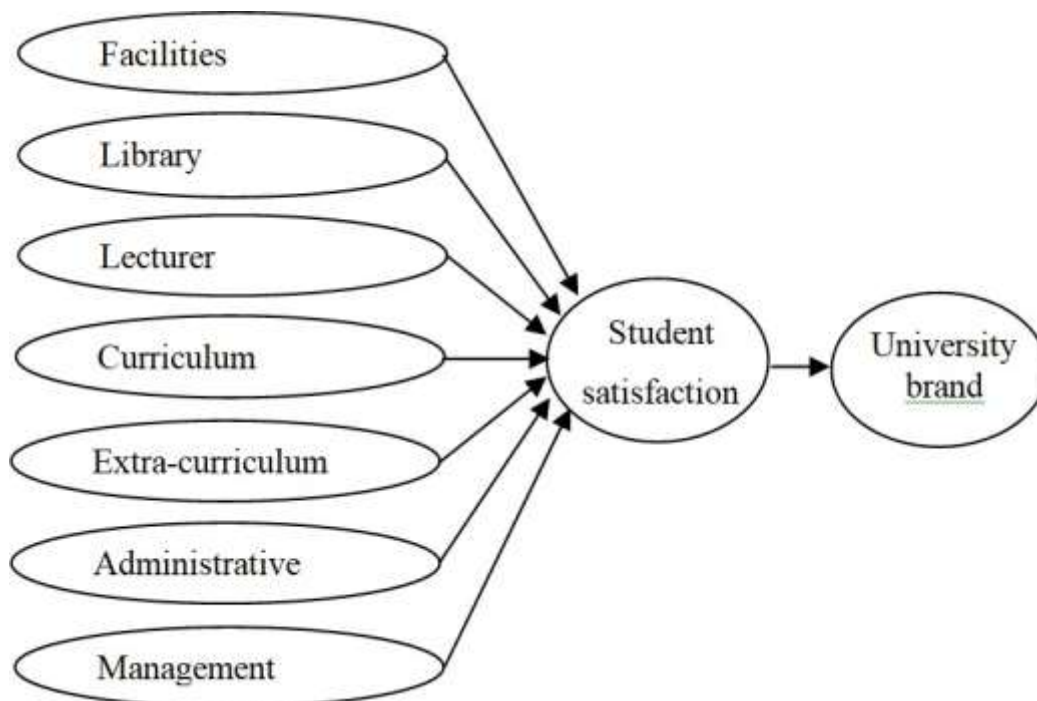 Facilities
Library
Lecturer
Curriculum
Extra-curriculum
Administrative
Management
Student
satisfaction
University
brand